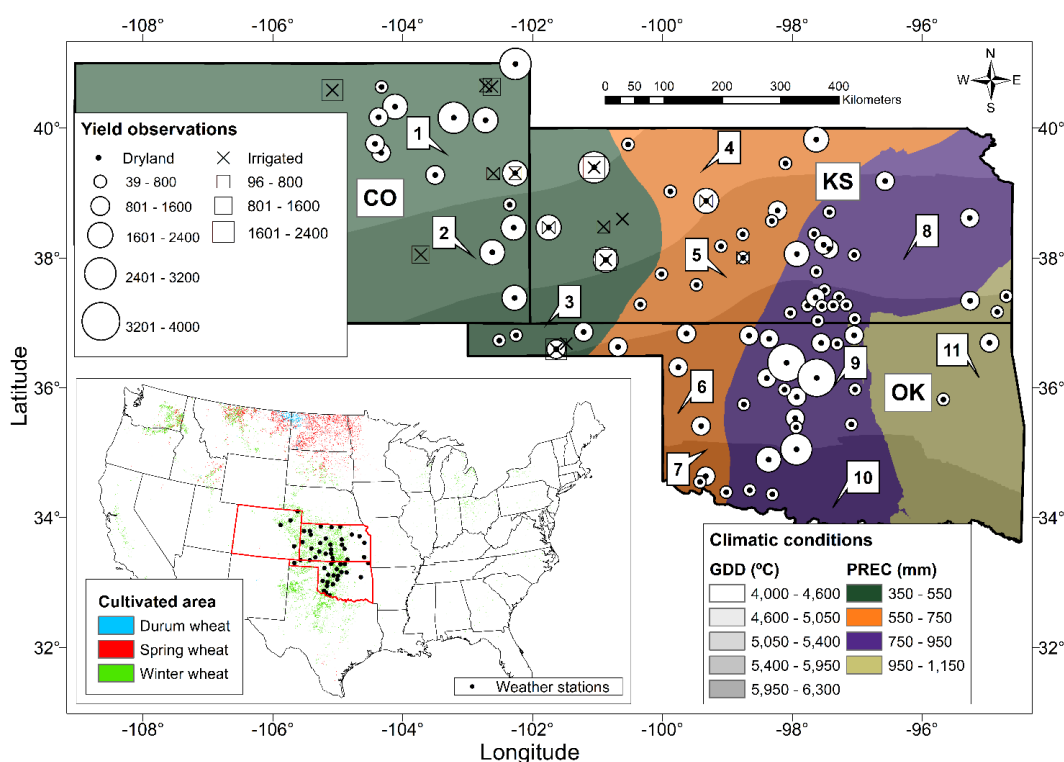 -108° -106° -104° -102° -100° -98° -96°
N
W E
S
0 50 100 200 300 400
Kilometers
40° 40°
38° 38°
36° 36°
34° 34°
32° 32°
Latitude
Yield observations
Dryland Irrigated
39 - 800 96 - 800
801 - 1600 801 - 1600
1601 - 2400 1601 - 2400
2401 - 3200
3201 - 4000
1
CO
2
3
4
KS
5
8
6
9
11
OK
7
10
Cultivated area
Durum wheat
Spring wheat
Winter wheat
Weather stations
Climatic conditions
GDD (ºC) PREC (mm)
4,000 - 4,600 350 - 550
4,600 - 5,050 550 - 750
5,050 - 5,400 750 - 950
5,400 - 5,950 950 - 1,150
5,950 - 6,300
-108° -106° -104° -102° -100° -98° -96°
Longitude